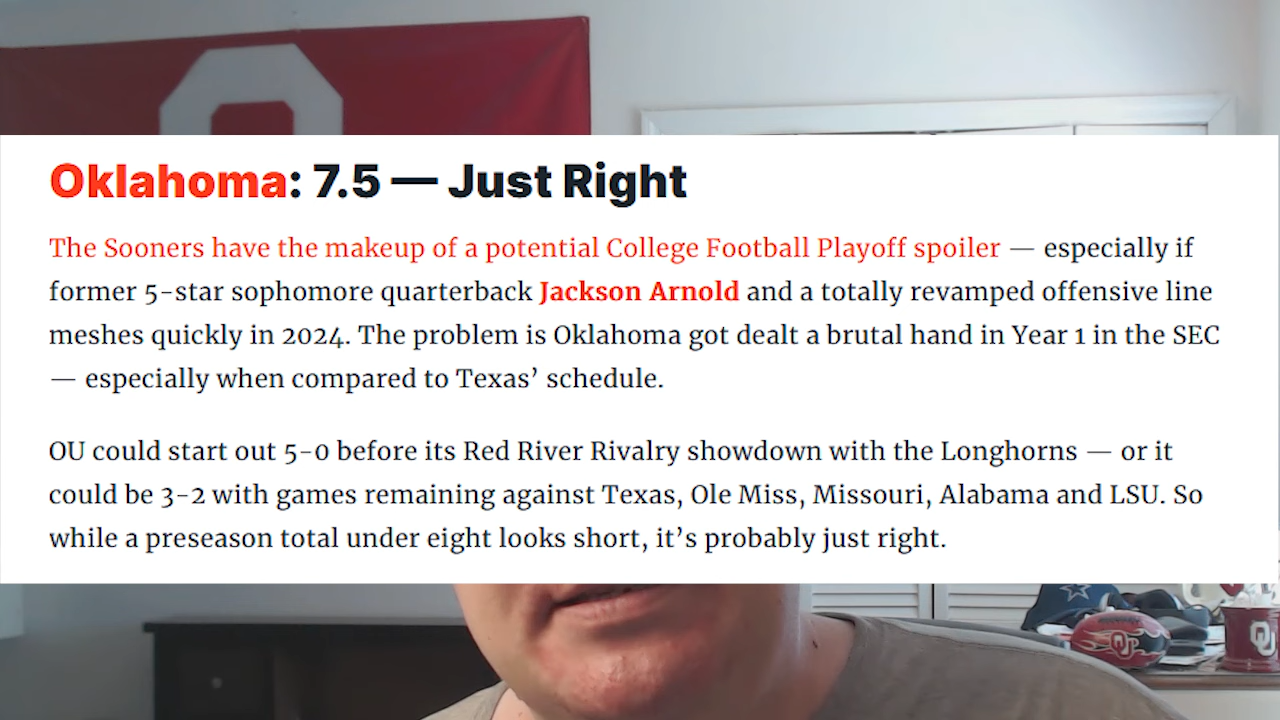 Oklahoma: 7.5 — Just Right
The Sooners have the makeup of a potential College Football Playoff spoiler — especially if
former 5-star sophomore quarterback Jackson Arnold and a totally revamped offensive line
meshes quickly in 2024. The problem is Oklahoma got dealt a brutal hand in Year 1 in the SEC
— especially when compared to Texas’ schedule.
OU could start out 5-0 before its Red River Rivalry showdown with the Longhorns — or it
could be 3-2 with games remaining against Texas, Ole Miss, Missouri, Alabama and LSU. So
while a preseason total under eight looks short, it’s probably just right.
OU
OU